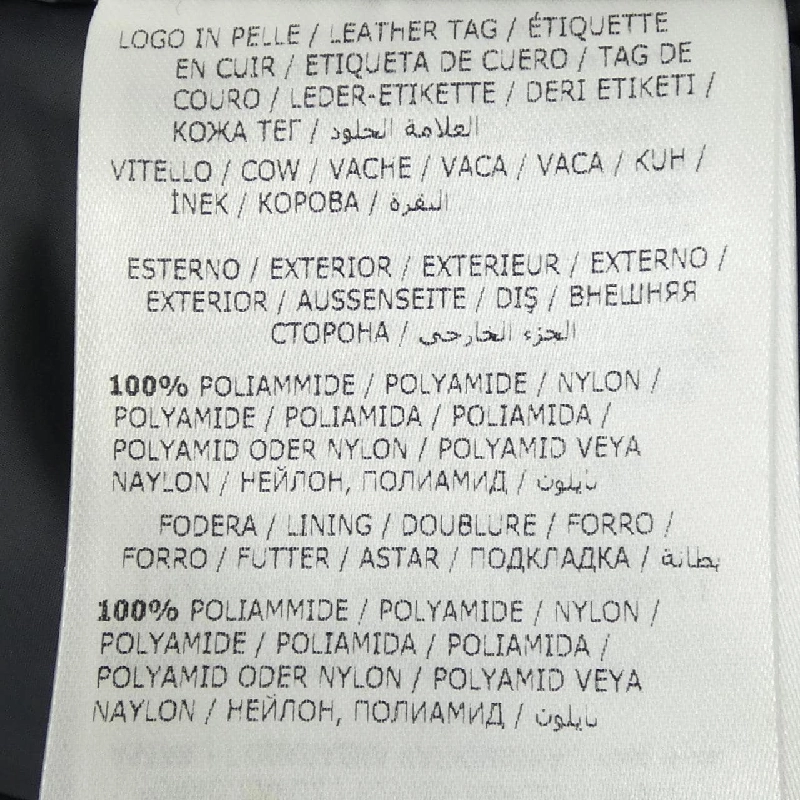 LOGO IN PELLE / LEATHER TAG / ÉTIQUETTE
EN CUIR / ETIQUETA DE CUERO / TAG DE
COURO / LEDER-ETIKETTE / DERI ETIKETI /
КОЖА ТЕГ / العلامة الجلود
VITELLO / COW / VACHE / VACA / VACA / KUH /
İNEK / КОРОВА / البقرة
ESTERNO / EXTERIOR / EXTERIEUR / EXTERNO /
EXTERIOR / AUSSENSEITE / DIŞ / ВНЕШНЯЯ
СТОРОНА / الجزء الخارجي
100% POLIAMMIDE / POLYAMIDE / NYLON /
POLYAMIDE / POLIAMIDA / POLIAMIDA /
POLYAMID ODER NYLON / POLYAMID VEYA
NAYLON / НЕЙЛОН, ПОЛИАМИД / نايلون
FODERA / LINING / DOUBLURE / FORRO /
FORRO / FUTTER / ASTAR / ПОДКЛАДКА / بطانة
100% POLIAMMIDE / POLYAMIDE / NYLON /
POLYAMIDE / POLIAMIDA / POLIAMIDA /
POLYAMID ODER NYLON / POLYAMID VEYA
NAYLON / НЕЙЛОН, ПОЛИАМИД / نايلون